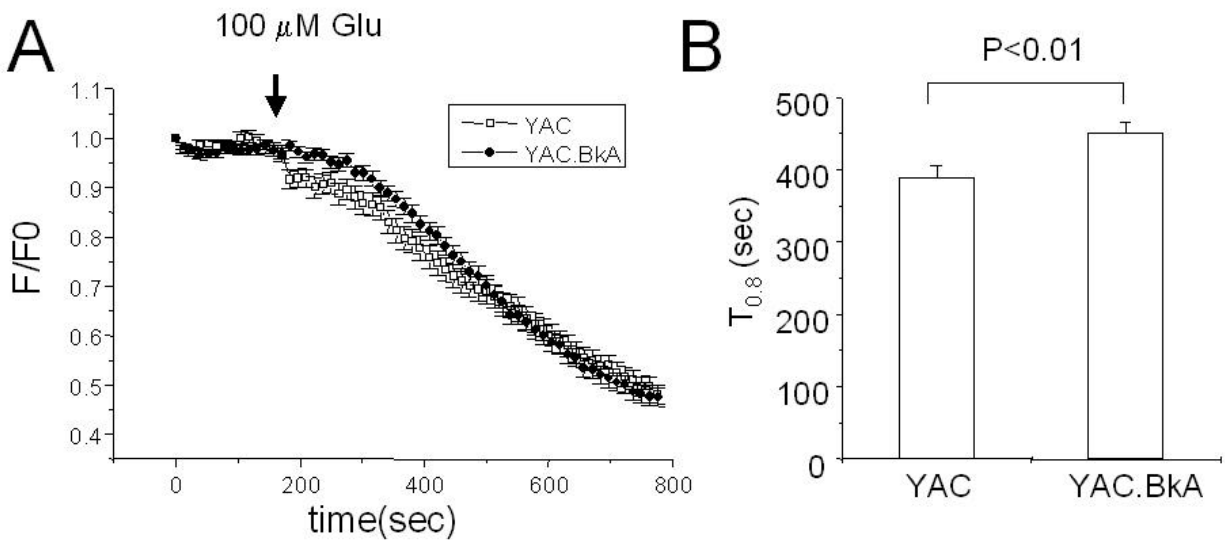 A
100 μM Glu
1.1
1.0
0.9
0.8
0.7
0.6
0.5
0.4
F/F0
YAC
YAC.BkA
0 200 400 600 800
time(sec)
B
P<0.01
500
400
300
200
100
0
T0.8 (sec)
YAC YAC.BkA